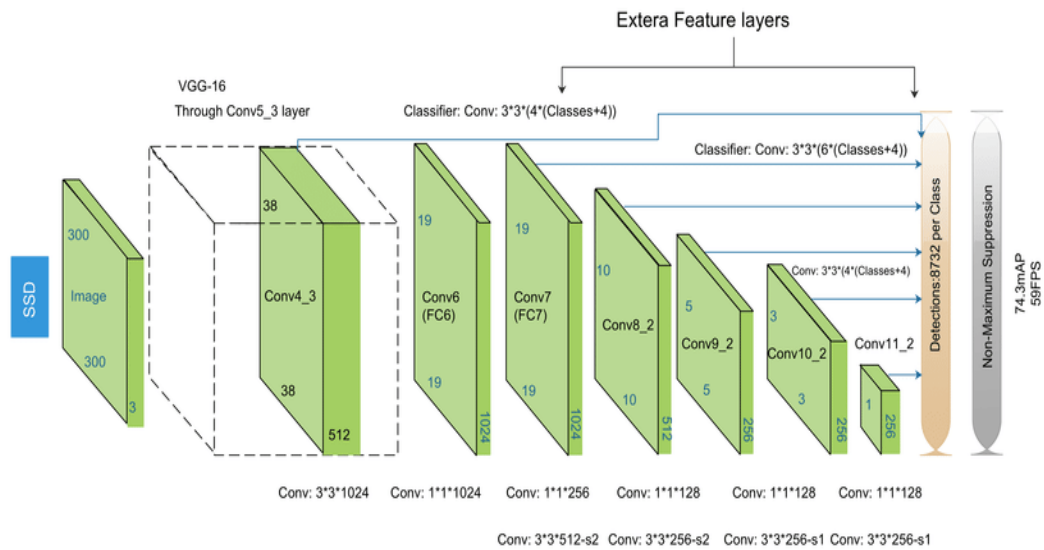 Extera Feature layers
VGG-16
Through Conv5_3 layer
Classifier: Conv: 3*3*(4*(Classes+4))
Classifier: Conv: 3*3*(6*(Classes+4))
SSD
300
Image
300
3
38
Conv4_3
38
512
19
Conv6
(FC6)
19
1024
19
Conv7
(FC7)
19
1024
10
Conv8_2
10
512
5
Conv9_2
5
256
Conv: 3*3*(4*(Classes+4)
3
Conv10_2
3
256
Conv11_2
1
256
Detections:8732 per Class
Non-Maximum Suppression
74.3mAP
59FPS
Conv: 3*3*1024
Conv: 1*1*1024
Conv: 1*1*256
Conv: 1*1*128
Conv: 1*1*128
Conv: 1*1*128
Conv: 3*3*512-s2
Conv: 3*3*256-s2
Conv: 3*3*256-s1
Conv: 3*3*256-s1